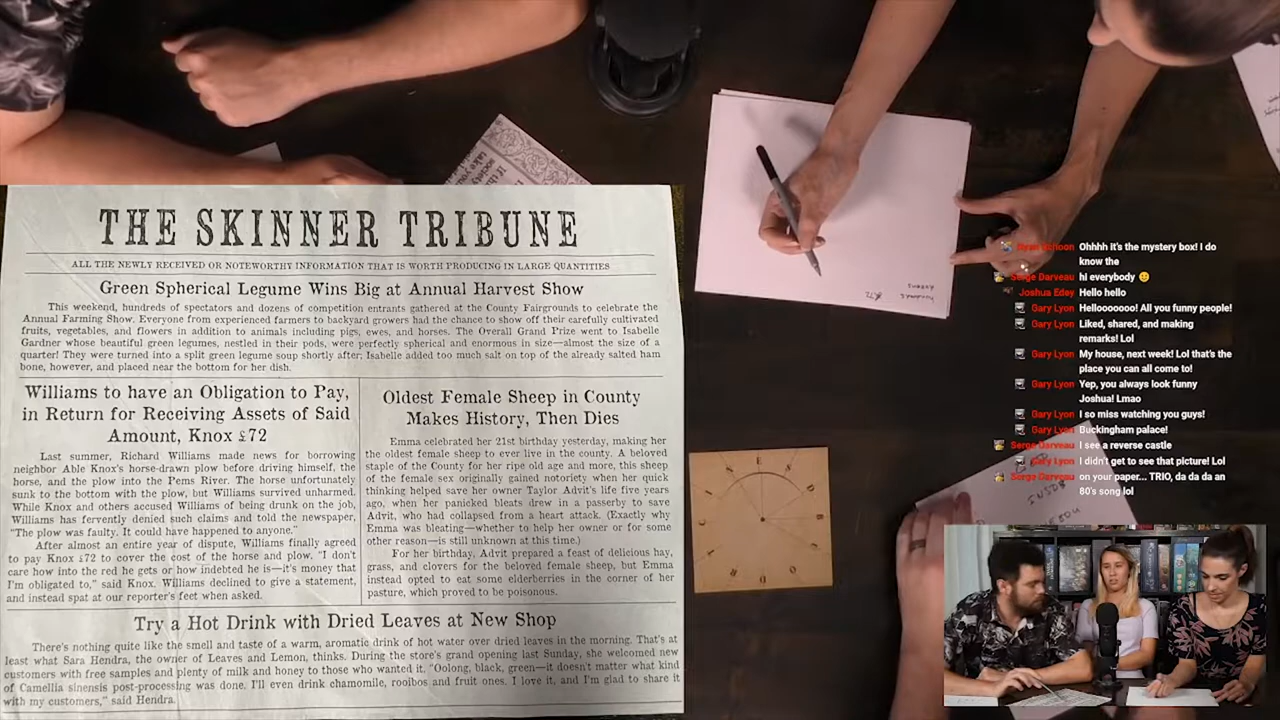 THE SKINNER TRIBUNE
ALL THE NEWLY RECEIVED OR NOTEWORTHY INFORMATION THAT IS WORTH PRODUCING IN LARGE QUANTITIES
Green Spherical Legume Wins Big at Annual Harvest Show
This weekend, hundreds of spectators and dozens of competition entrants gathered at the County Fairgrounds to celebrate the
Annual Farming Show. Everyone from experienced farmers to backyard growers had the chance to show off their carefully cultivated
fruits, vegetables, and flowers in addition to animals including pigs, ewes, and horses. The Overall Grand Prize went to Isabelle
Gardner whose beautiful green legumes, nestled in their pods, were perfectly spherical and enormous in size—almost the size of a
quarter! They were turned into a split green legume soup shortly after; Isabelle added too much salt on top of the already salted ham
bone, however, and placed near the bottom for her dish.
Williams to have an Obligation to Pay,
in Return for Receiving Assets of Said
Amount, Knox £72
Last summer, Richard Williams made news for borrowing
neighbor Able Knox's horse-drawn plow before driving himself, the
horse, and the plow into the Pems River. The horse unfortunately
sunk to the bottom with the plow, but Williams survived unharmed.
While Knox and others accused Williams of being drunk on the job,
Williams has fervently denied such claims and told the newspaper,
"The plow was faulty. It could have happened to anyone."
After almost an entire year of dispute, Williams finally agreed
to pay Knox £72 to cover the cost of the horse and plow. "I don't
care how into the red he gets or how indebted he is—it's money that
I'm obligated to," said Knox. Williams declined to give a statement,
and instead spat at our reporter's feet when asked.
Oldest Female Sheep in County
Makes History, Then Dies
Emma celebrated her 21st birthday yesterday, making her
the oldest female sheep to ever live in the county. A beloved
staple of the County for her ripe old age and more, this sheep
of the female sex originally gained notoriety when her quick
thinking helped save her owner Taylor Advit's life five years
ago, when her panicked bleats drew in a passerby to save
Advit, who had collapsed from a heart attack. (Exactly why
Emma was bleating—whether to help her owner or for some
other reason—is still unknown at this time.)
For her birthday, Advit prepared a feast of delicious hay,
grass, and clovers for the beloved female sheep, but Emma
instead opted to eat some elderberries in the corner of her
pasture, which proved to be poisonous.
Try a Hot Drink with Dried Leaves at New Shop
There's nothing quite like the smell and taste of a warm, aromatic drink of hot water over dried leaves in the morning. That's at
least what Sara Hendra, the owner of Leaves and Lemon, thinks. During the store's grand opening last Sunday, she welcomed new
customers with free samples and plenty of milk and honey to those who wanted it. "Oolong, black, green—it doesn't matter what kind
of Camellia sinensis post-processing was done. I'll even drink chamomile, rooibos and fruit ones. I love it, and I'm glad to share it
with my customers," said Hendra.
£72
Ohhhh It's the mystery box! I do
know the
Serge Darveau hi everybody 🙂
Joshua Edey Hello hello
Gary Lyon Helloooooooo! All you funny people!
Gary Lyon Liked, shared, and making
remarks! Lol
Gary Lyon My house, next week! Lol that's the
place you can all come to!
Gary Lyon Yep, you always look funny
Joshua! Lmao
Gary Lyon I so miss watching you guys!
Gary Lyon Buckingham palace!
Serge Darveau I see a reverse castle
Gary Lyon I didn't get to see that picture! Lol
Serge Darveau on your paper... TRIO, da da da an
80's song lol